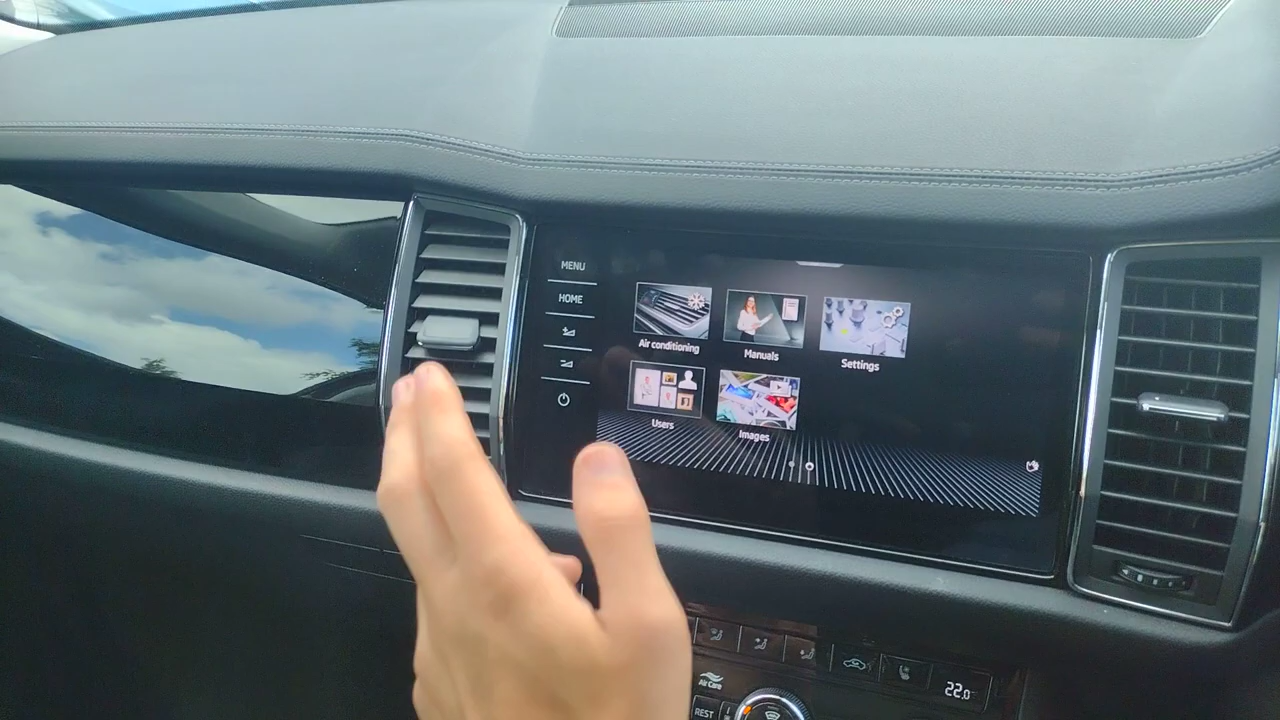 MENU
HOME
Air conditioning
Manuals
Settings
Users
Images
Air Care
22.0
REST